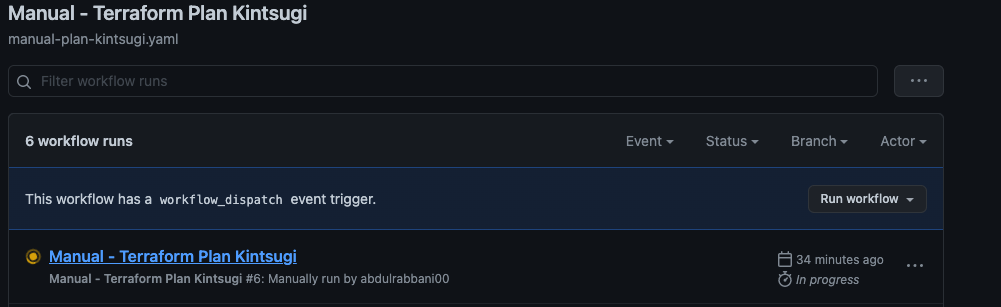 Manual - Terraform Plan Kintsugi
manual-plan-kintsugi.yaml
Filter workflow runs
6 workflow runs
Event
Status
Branch
Actor
This workflow has a workflow_dispatch event trigger.
Run workflow
Manual - Terraform Plan Kintsugi
34 minutes ago
Manual - Terraform Plan Kintsugi #6: Manually run by abdulrabbani00
In progress